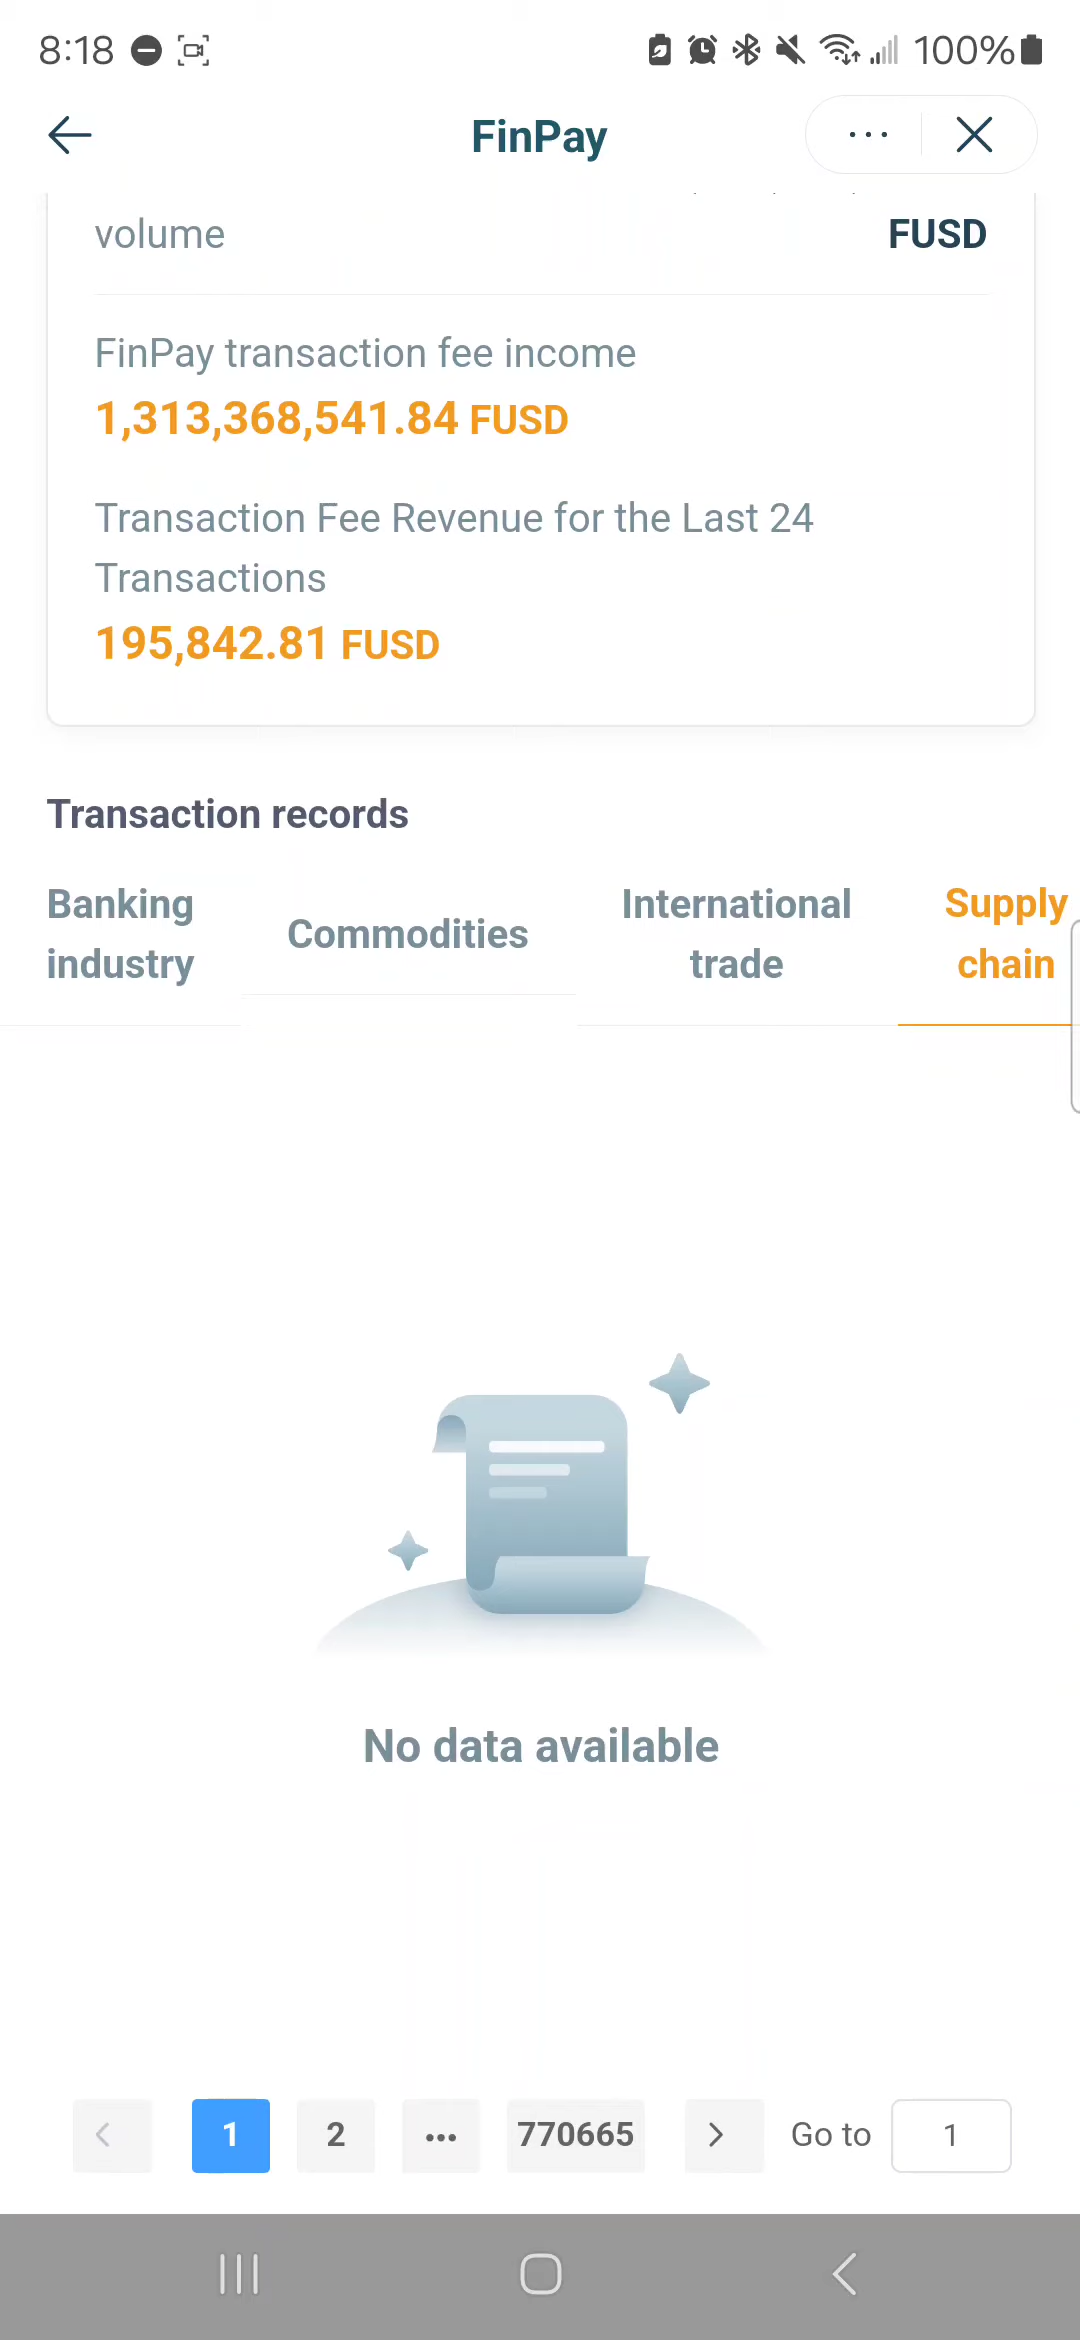 8:18
100%
FinPay
volume
FUSD
FinPay transaction fee income
1,313,368,541.84 FUSD
Transaction Fee Revenue for the Last 24
Transactions
195,842.81 FUSD
Transaction records
Banking
industry
Commodities
International
trade
Supply
chain
No data available
1
2
770665
Go to
1